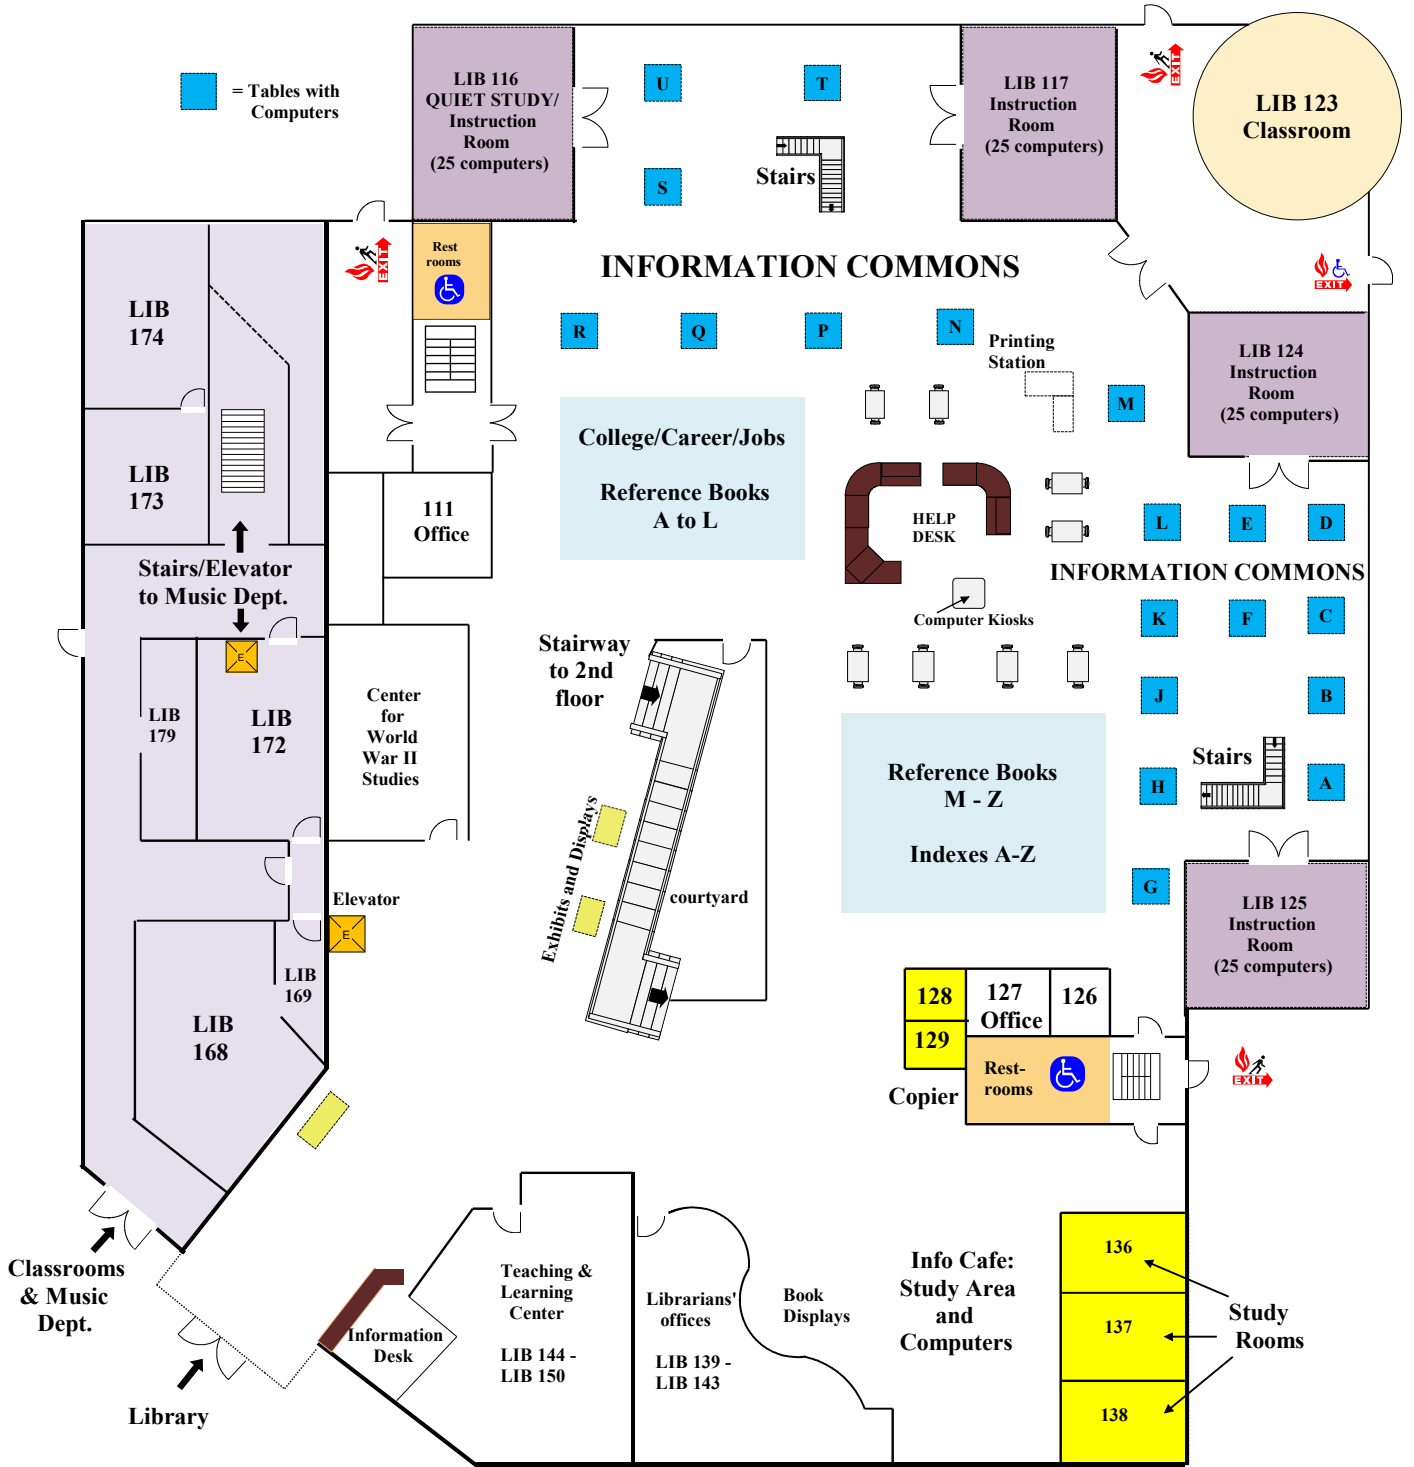 = Tables with
Computers
LIB 116
QUIET STUDY/
Instruction
Room
(25 computers)
U
T
S
Stairs
LIB 117
Instruction
Room
(25 computers)
EXIT
LIB 123
Classroom
EXIT
Rest
rooms
INFORMATION COMMONS
EXIT
LIB
174
R
Q
P
N
Printing
Station
M
LIB 124
Instruction
Room
(25 computers)
College/Career/Jobs
Reference Books
A to L
LIB
173
111
Office
HELP
DESK
L
E
D
INFORMATION COMMONS
Stairs/Elevator
to Music Dept.
Computer Kiosks
K
F
C
E
Stairway
to 2nd
floor
LIB
179
LIB
172
Center
for
World
War II
Studies
J
B
Stairs
H
A
Reference Books
M - Z
Indexes A-Z
Exhibits and Displays
courtyard
G
LIB 125
Instruction
Room
(25 computers)
Elevator
E
LIB
169
LIB
168
128
127
Office
126
129
Rest-
rooms
Copier
EXIT
Classrooms
& Music
Dept.
Library
Information
Desk
Teaching &
Learning
Center
LIB 144 -
LIB 150
Librarians'
offices
LIB 139 -
LIB 143
Book
Displays
Info Cafe:
Study Area
and
Computers
136
137
138
Study
Rooms